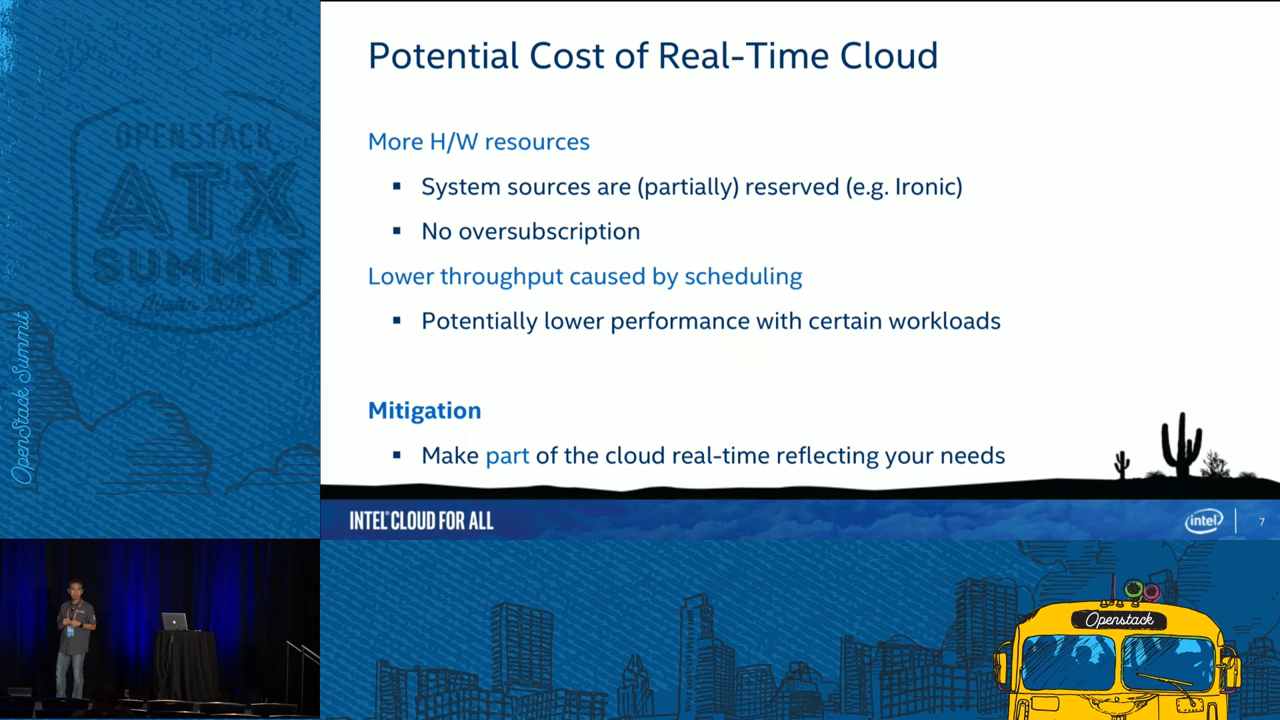 Potential Cost of Real-Time Cloud
More H/W resources
▪ System sources are (partially) reserved (e.g. Ironic)
▪ No oversubscription
Lower throughput caused by scheduling
▪ Potentially lower performance with certain workloads
Mitigation
▪ Make part of the cloud real-time reflecting your needs
INTEL® CLOUD FOR ALL
intel
7
OPENSTACK
ATX
SUMMIT
Austin 2016
OpenStack Summit
Openstack